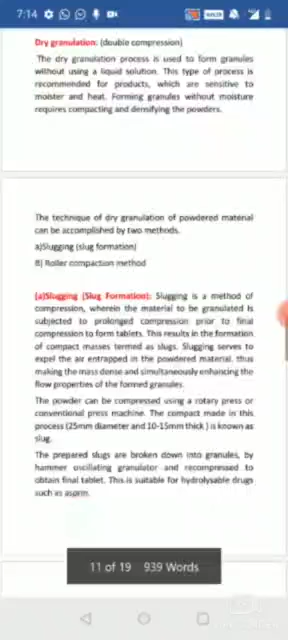 7:14
Dry granulation: (double compression)
The dry granulation process is used to form granules
without using a liquid solution. This type of process is
recommended for products, which are sensitive to
moister and heat. Forming granules without moisture
requires compacting and densifying the powders.
The technique of dry granulation of powdered material
can be accomplished by two methods.
a)Slugging (slug formation)
B) Roller compaction method
(a)Slugging (Slug Formation): Slugging is a method of
compression, wherein the material to be granulated is
subjected to prolonged compression prior to final
compression to form tablets. This results in the formation
of compact masses termed as slugs. Slugging serves to
expel the air entrapped in the powdered material, thus
making the mass dense and simultaneously enhancing the
flow properties of the formed granules.
The powder can be compressed using a rotary press or
conventional press machine. The compact made in this
process (25mm diameter and 10-15mm thick ) is known as
slug.
The prepared slugs are broken down into granules, by
hammer oscillating granulator and recompressed to
obtain final tablet. This is suitable for hydrolysable drugs
such as asprin.
11 of 19 939 Words